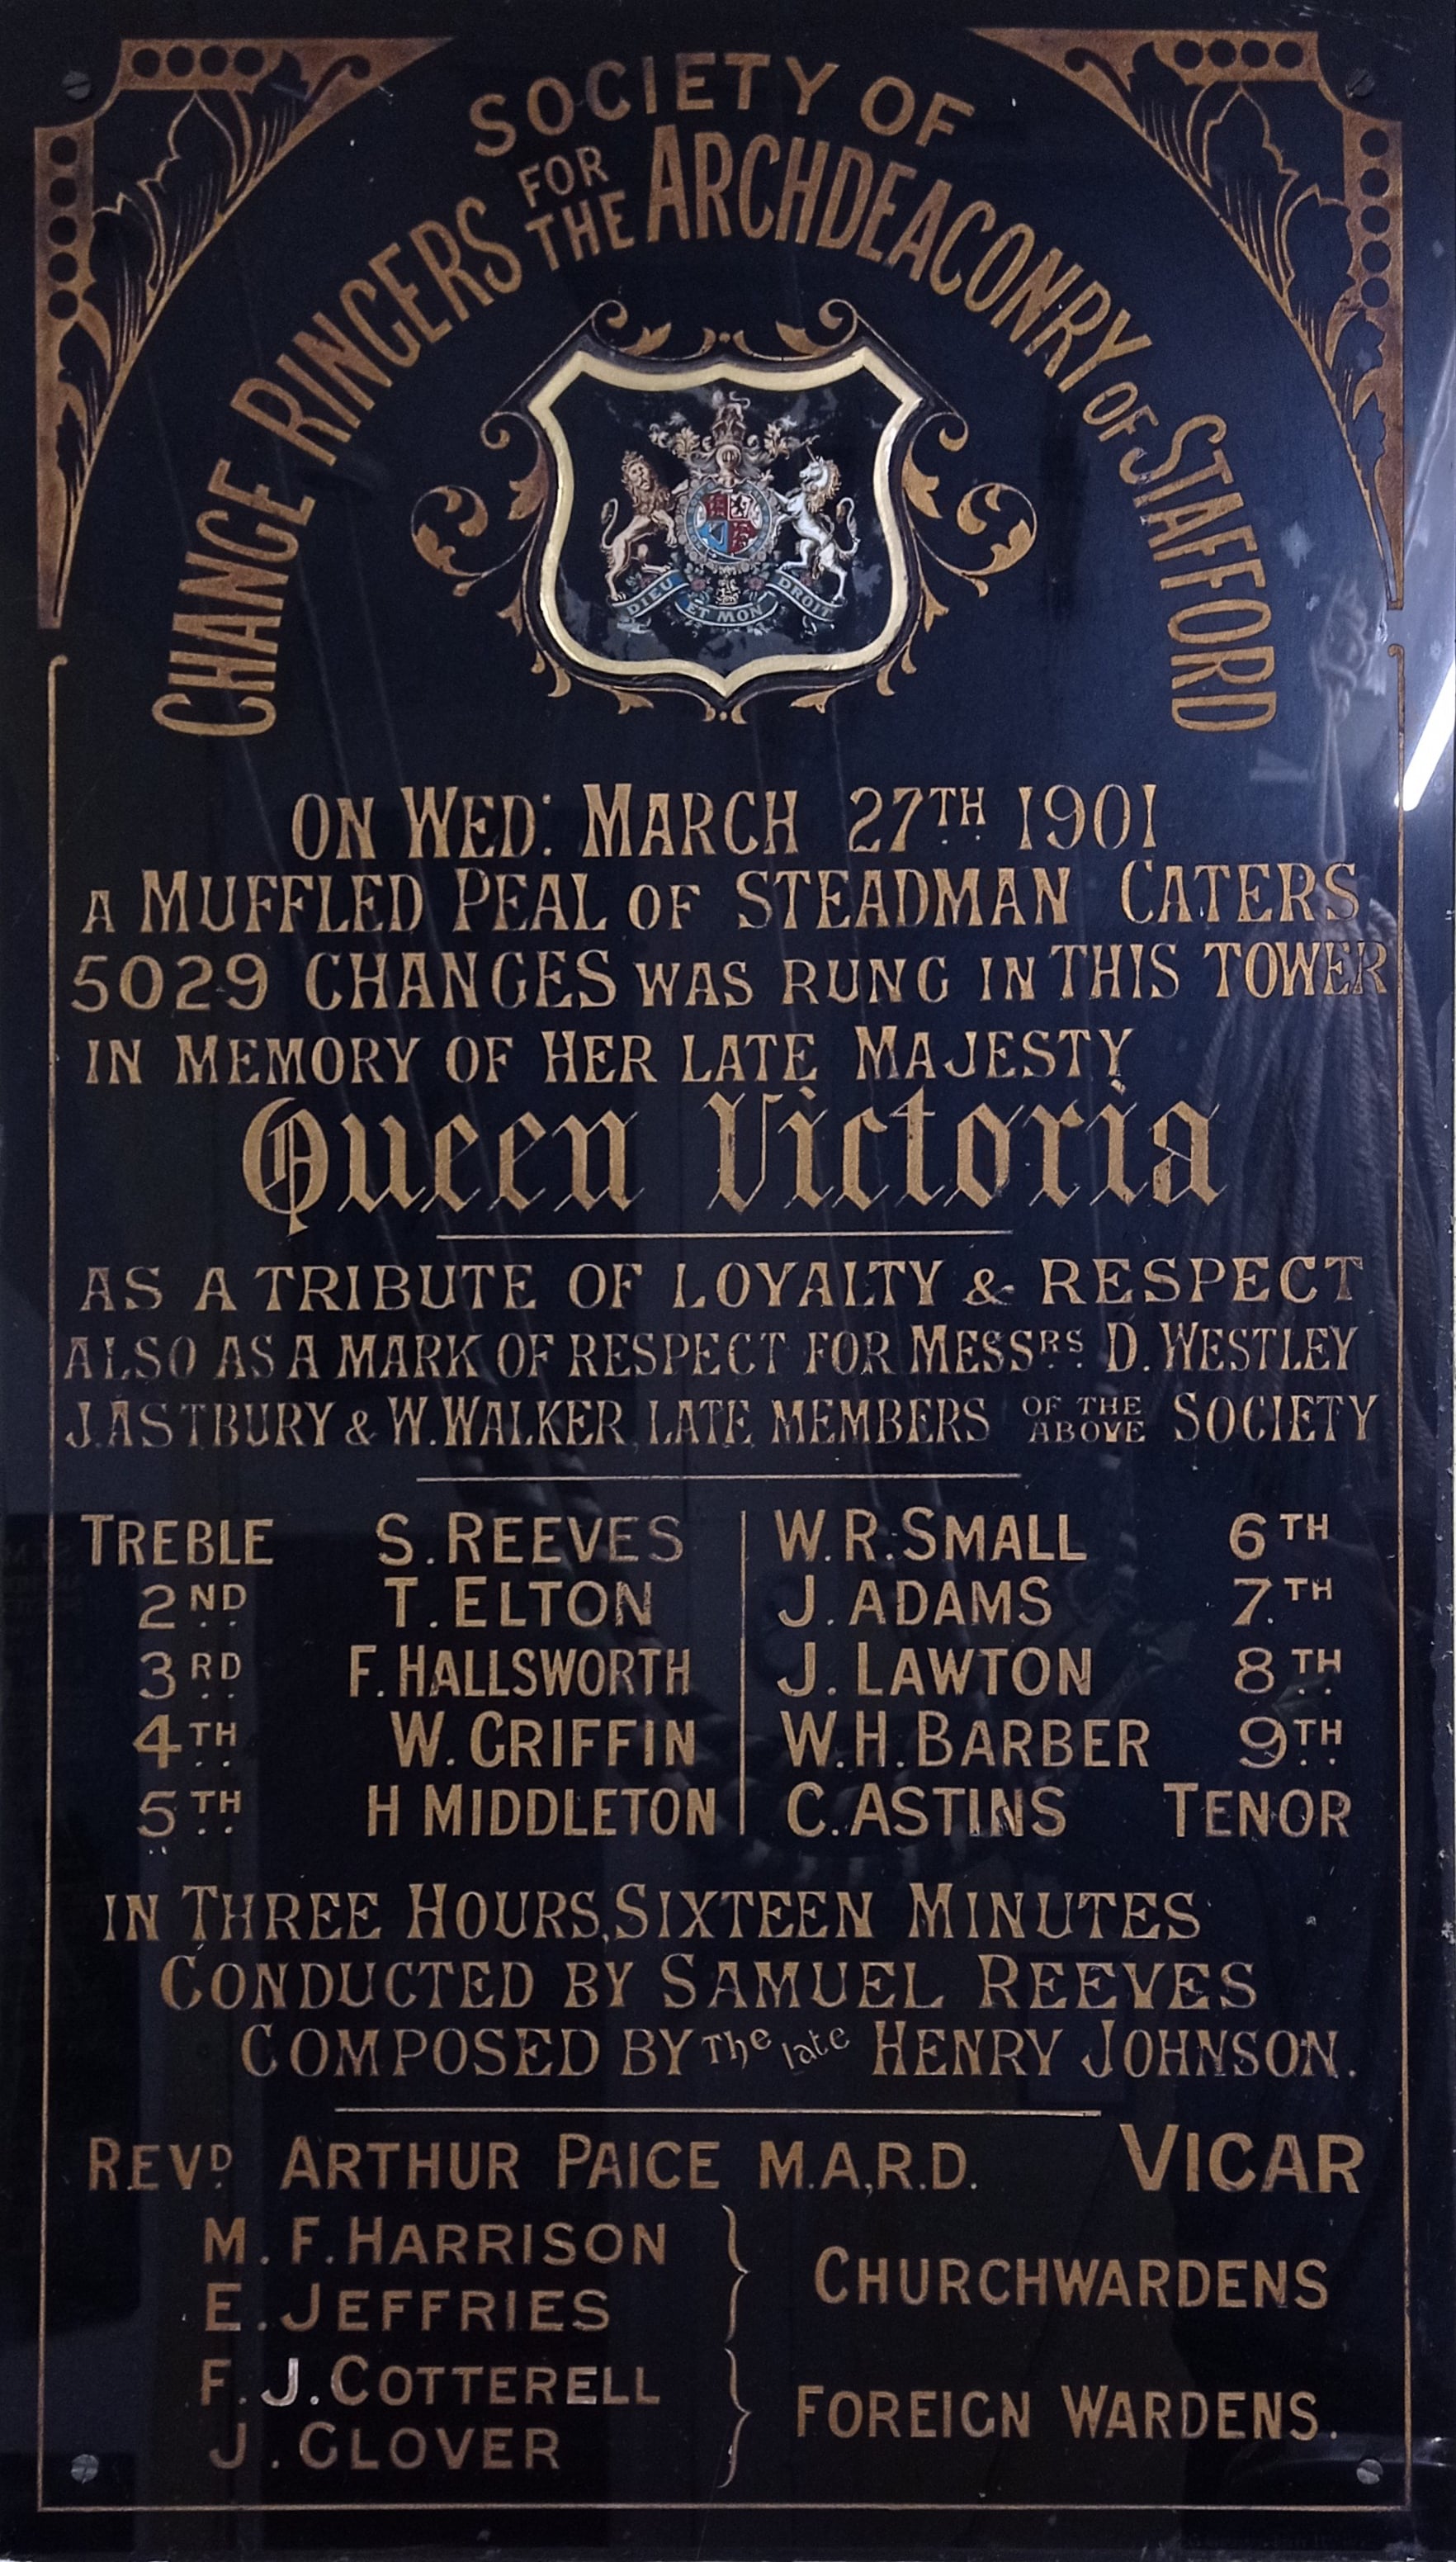 SOCIETY OF
CHANGE RINGERS FOR THE ARCHDEACONRY OF STAFFORD
DIEU ET MON DROIT
ON WED: MARCH 27TH 1901
A MUFFLED PEAL OF STEADMAN CATERS
5029 CHANGES WAS RUNG IN THIS TOWER
IN MEMORY OF HER LATE MAJESTY
Queen Victoria
AS A TRIBUTE OF LOYALTY & RESPECT
ALSO AS A MARK OF RESPECT FOR MESSRS D. WESTLEY
J. ASTBURY & W. WALKER, LATE MEMBERS OF THE ABOVE SOCIETY
TREBLE S. REEVES W. R. SMALL 6TH
2ND T. ELTON J. ADAMS 7TH
3RD F. HALLSWORTH J. LAWTON 8TH
4TH W. GRIFFIN W. H. BARBER 9TH
5TH H MIDDLETON C. ASTINS TENOR
IN THREE HOURS, SIXTEEN MINUTES
CONDUCTED BY SAMUEL REEVES
COMPOSED BY The late HENRY JOHNSON.
REVD ARTHUR PAICE M.A,R.D. VICAR
M. F. HARRISON
E. JEFFRIES
CHURCHWARDENS
F. J. COTTERELL
J. GLOVER
FOREIGN WARDENS.